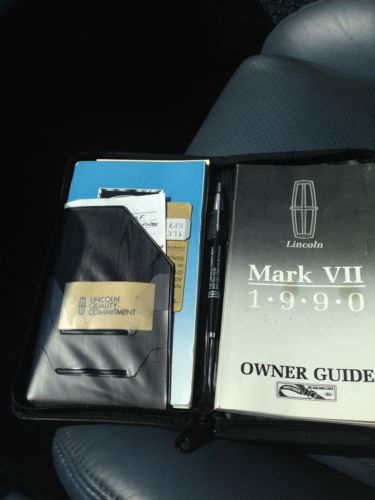 LINCOLN
QUALITY
COMMITMENT
Lincoln
Mark VII
1·9·9·0
OWNER GUIDE